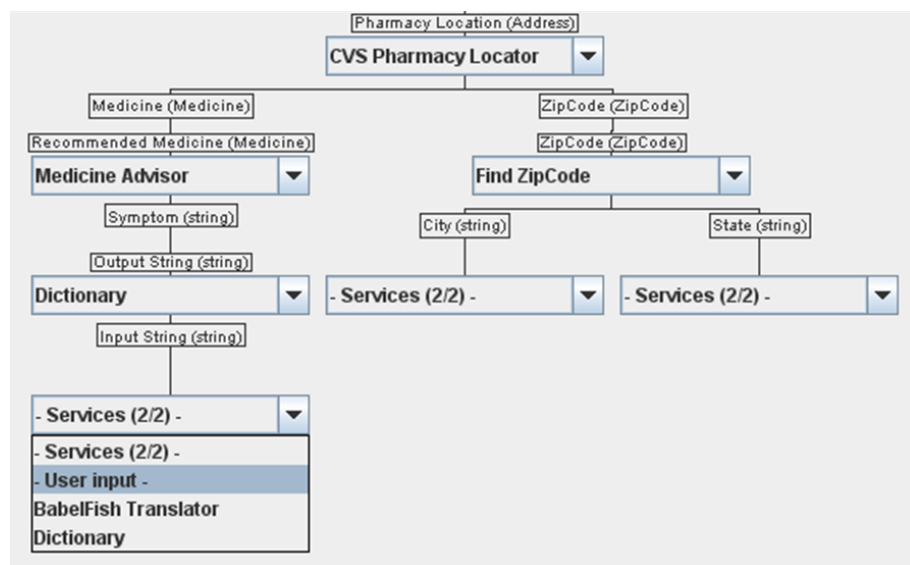 Pharmacy Location (Address)
CVS Pharmacy Locator
Medicine (Medicine)
ZipCode (ZipCode)
Recommended Medicine (Medicine)
ZipCode (ZipCode)
Medicine Advisor
Find ZipCode
Symptom (string)
City (string)
State (string)
Output String (string)
Dictionary
- Services (2/2) -
- Services (2/2) -
Input String (string)
- Services (2/2) -
- Services (2/2) -
- User input -
BabelFish Translator
Dictionary